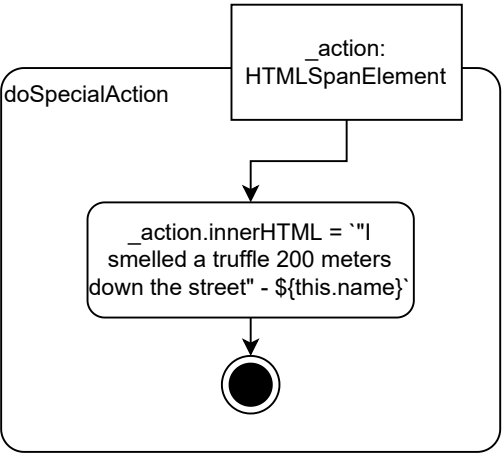 _action:
HTMLSpanElement
doSpecialAction
_action.innerHTML = `"I
smelled a truffle 200 meters
down the street" - ${this.name}`